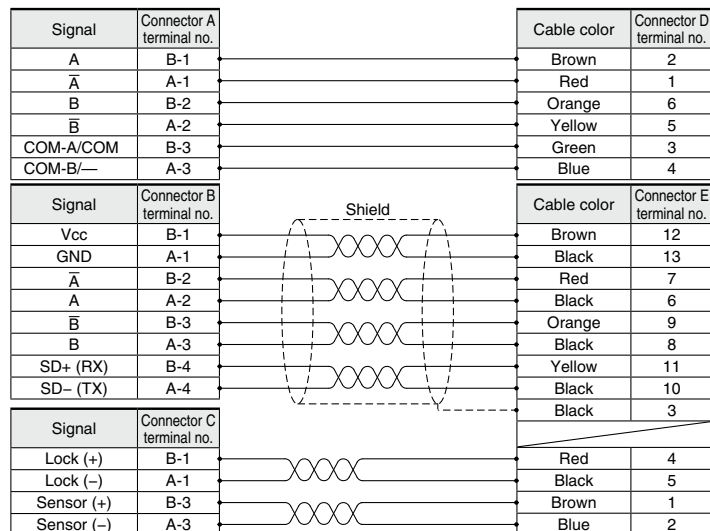 Signal Connector A terminal no. Cable color Connector D terminal no.
A B-1 Brown 2
A̅ A-1 Red 1
B B-2 Orange 6
B̅ A-2 Yellow 5
COM-A/COM B-3 Green 3
COM-B/— A-3 Blue 4
Signal Connector B terminal no. Shield Cable color Connector E terminal no.
Vcc B-1 Brown 12
GND A-1 Black 13
A̅ B-2 Red 7
A A-2 Black 6
B̅ B-3 Orange 9
B A-3 Black 8
SD+ (RX) B-4 Yellow 11
SD− (TX) A-4 Black 10
Black 3
Signal Connector C terminal no.
Lock (+) B-1 Red 4
Lock (−) A-1 Black 5
Sensor (+) B-3 Brown 1
Sensor (−) A-3 Blue 2